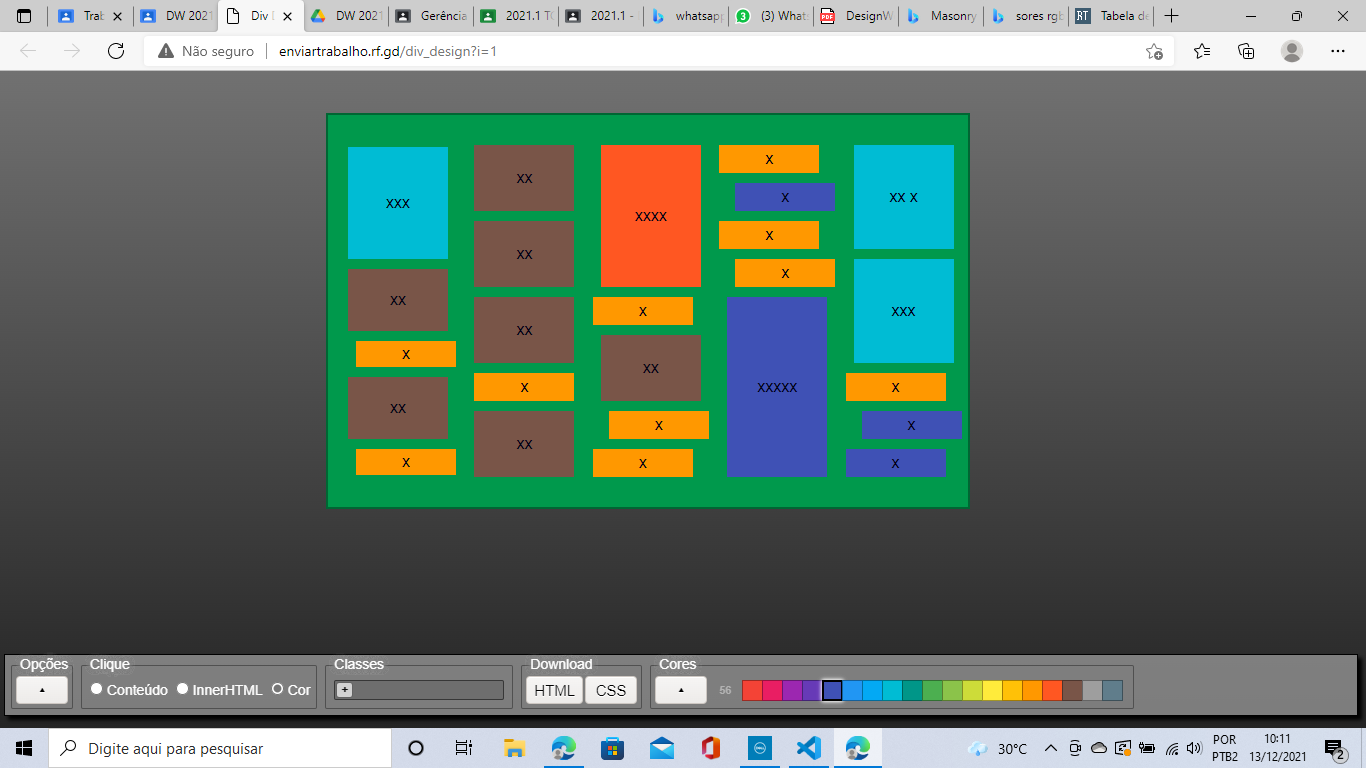 Trab
DW 2021
Div D
DW 2021
Gerência
2021.1 TG
2021.1 -
whatsapp
(3) What
DesignW
Masonry
sores rgb
Tabela de
Não seguro
enviartrabalho.rf.gd/div_design?i=1
XXX
XX
X
XX
X
XX
XX
XX
X
XX
XXXX
X
XX
X
X
X
X
X
X
XXXXX
XX X
XXX
X
X
X
Opções
Clique
Classes
Download
Cores
Conteúdo
InnerHTML
Cor
+
HTML
CSS
56
Digite aqui para pesquisar
30°C
POR
PTB2
10:11
13/12/2021
2